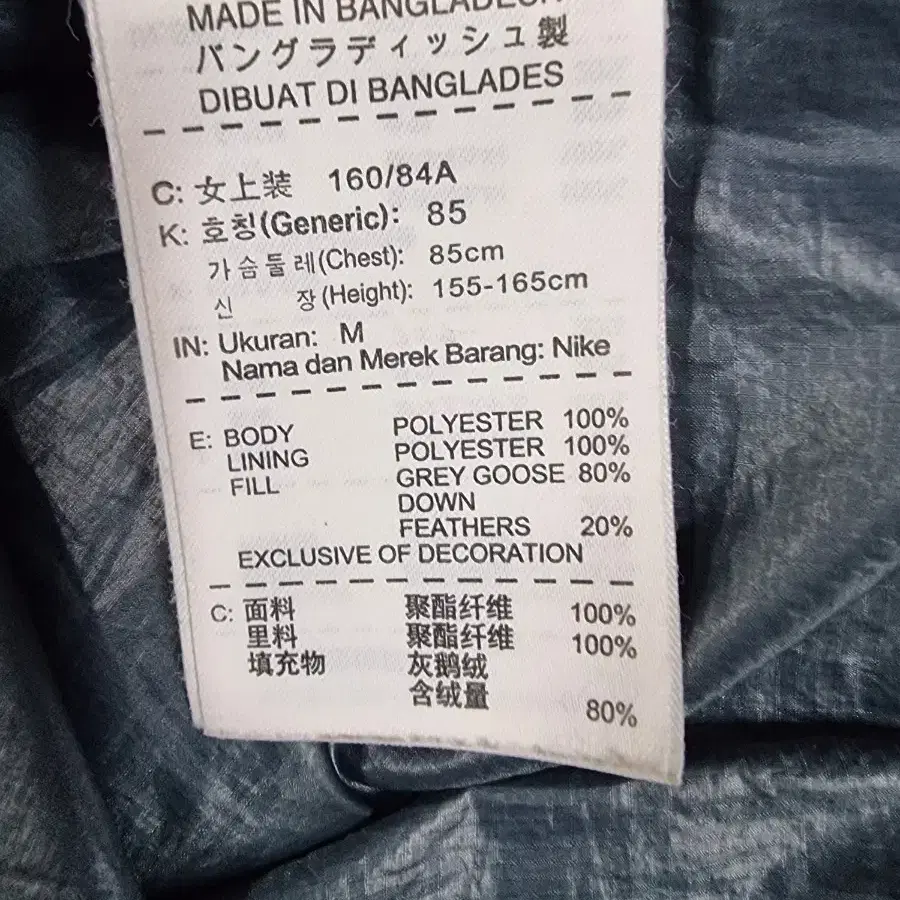 MADE IN BANGLADESH
バングラディッシュ製
DIBUAT DI BANGLADES
C: 女上装 160/84A
K: 호칭(Generic): 85
가슴둘레(Chest): 85cm
신 장(Height): 155-165cm
IN: Ukuran: M
Nama dan Merek Barang: Nike
E: BODY POLYESTER 100%
LINING POLYESTER 100%
FILL GREY GOOSE 80%
DOWN
FEATHERS 20%
EXCLUSIVE OF DECORATION
C: 面料 聚酯纤维 100%
里料 聚酯纤维 100%
填充物 灰鹅绒
含绒量 80%